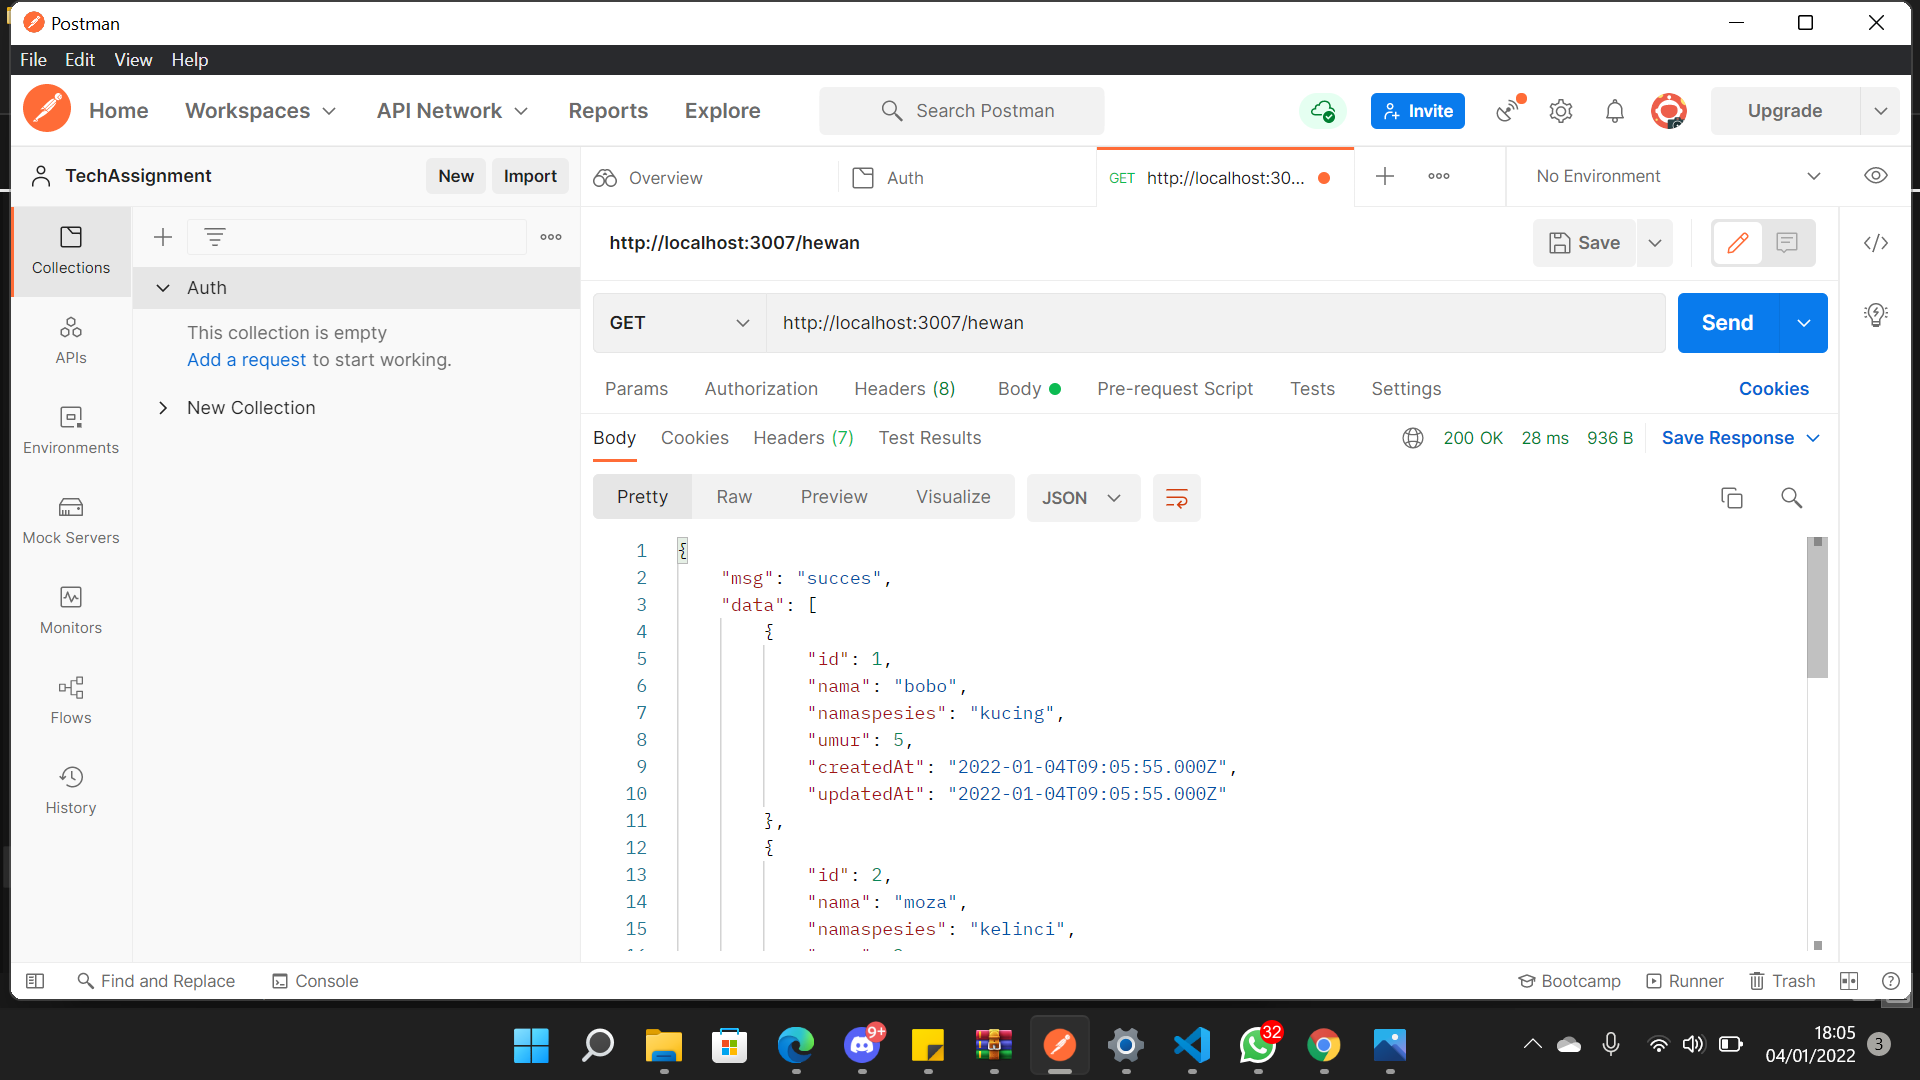 Postman
File Edit View Help
Home Workspaces API Network Reports Explore Search Postman Invite Upgrade
TechAssignment New Import Overview Auth GET http://localhost:30... No Environment
Collections
APIs
Environments
Mock Servers
Monitors
Flows
History
Auth
This collection is empty
Add a request to start working.
New Collection
http://localhost:3007/hewan Save
GET http://localhost:3007/hewan Send
Params Authorization Headers (8) Body Pre-request Script Tests Settings Cookies
Body Cookies Headers (7) Test Results 200 OK 28 ms 936 B Save Response
Pretty Raw Preview Visualize JSON
1 {
2 "msg": "succes",
3 "data": [
4 {
5 "id": 1,
6 "nama": "bobo",
7 "namaspesies": "kucing",
8 "umur": 5,
9 "createdAt": "2022-01-04T09:05:55.000Z",
10 "updatedAt": "2022-01-04T09:05:55.000Z"
11 },
12 {
13 "id": 2,
14 "nama": "moza",
15 "namaspesies": "kelinci",
Find and Replace Console Bootcamp Runner Trash
9+ 32 18:05
04/01/2022 3